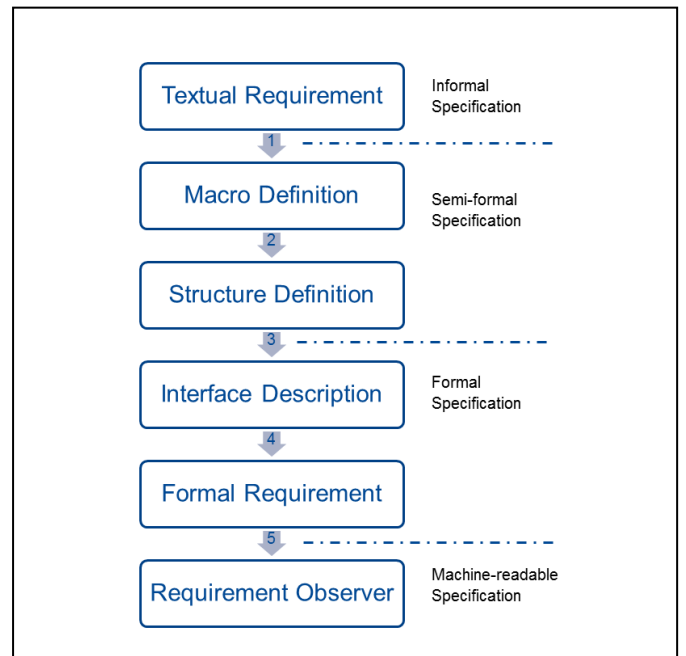 Textual Requirement
Informal
Specification
1
Macro Definition
Semi-formal
Specification
2
Structure Definition
3
Interface Description
Formal
Specification
4
Formal Requirement
5
Requirement Observer
Machine-readable
Specification